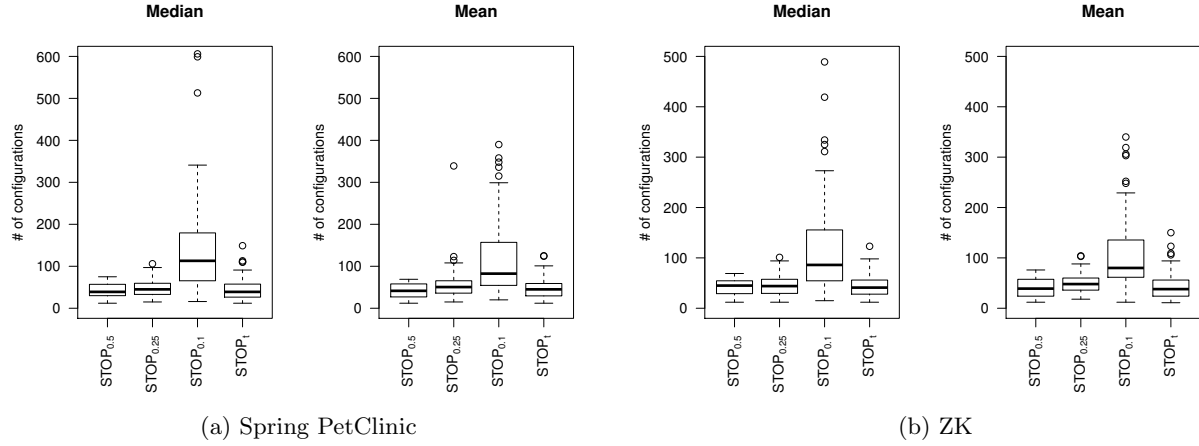 Median
# of configurations
600
500
400
300
200
100
0
STOP0.5
STOP0.25
STOP0.1
STOPt
Mean
# of configurations
600
500
400
300
200
100
0
STOP0.5
STOP0.25
STOP0.1
STOPt
(a) Spring PetClinic
Median
# of configurations
500
400
300
200
100
0
STOP0.5
STOP0.25
STOP0.1
STOPt
Mean
# of configurations
500
400
300
200
100
0
STOP0.5
STOP0.25
STOP0.1
STOPt
(b) ZK